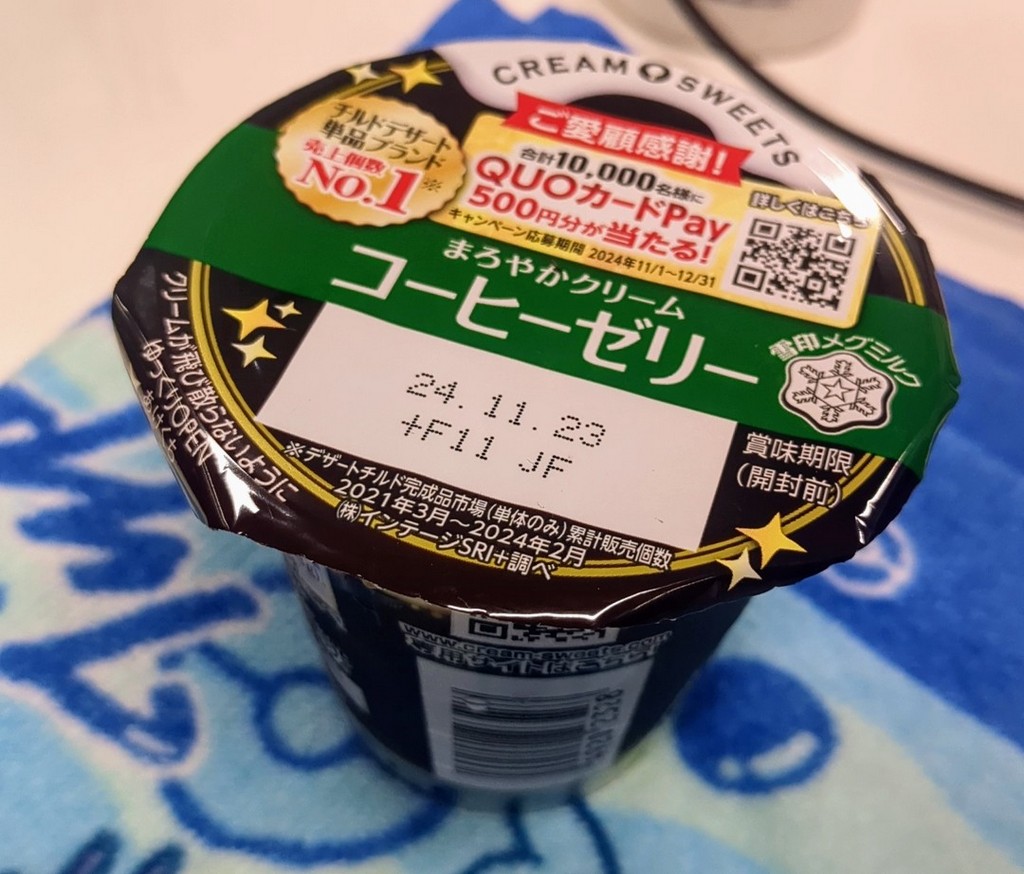 CREAM SWEETS
チルドデザート
単品ブランド
売上個数
No.1※
ご愛顧感謝!
合計10,000名様に
QUOカードPay
500円分が当たる!
キャンペーン応募期間 2024年11/1~12/31
詳しくはこちら
まろやかクリーム
コーヒーゼリー
雪印メグミルク
24.11.23
+F11 JF
賞味期限
(開封前)
クリームが飛び散らないように
ゆっくりOPEN
※デザートチルド完成品市場(単体のみ)累計販売個数
2021年3月~2024年2月
(株)インテージSRI+調べ
www.cream-sweets.com